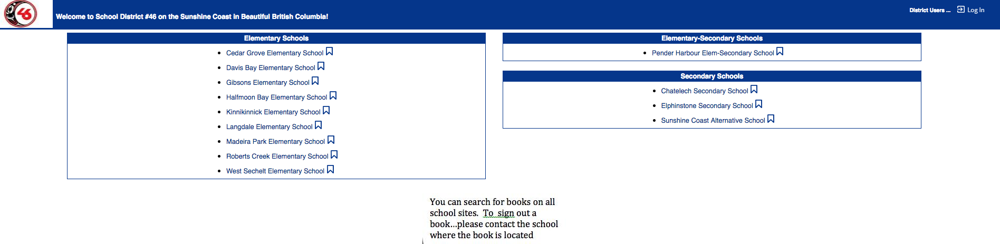 46
Welcome to School District #46 on the Sunshine Coast in Beautiful British Columbia!
District Users ... Log In
Elementary Schools
Cedar Grove Elementary School
Davis Bay Elementary School
Gibsons Elementary School
Halfmoon Bay Elementary School
Kinnikinnick Elementary School
Langdale Elementary School
Madeira Park Elementary School
Roberts Creek Elementary School
West Sechelt Elementary School
Elementary-Secondary Schools
Pender Harbour Elem-Secondary School
Secondary Schools
Chatelech Secondary School
Elphinstone Secondary School
Sunshine Coast Alternative School
You can search for books on all
school sites.  To  sign out a
book...please contact the school
where the book is located